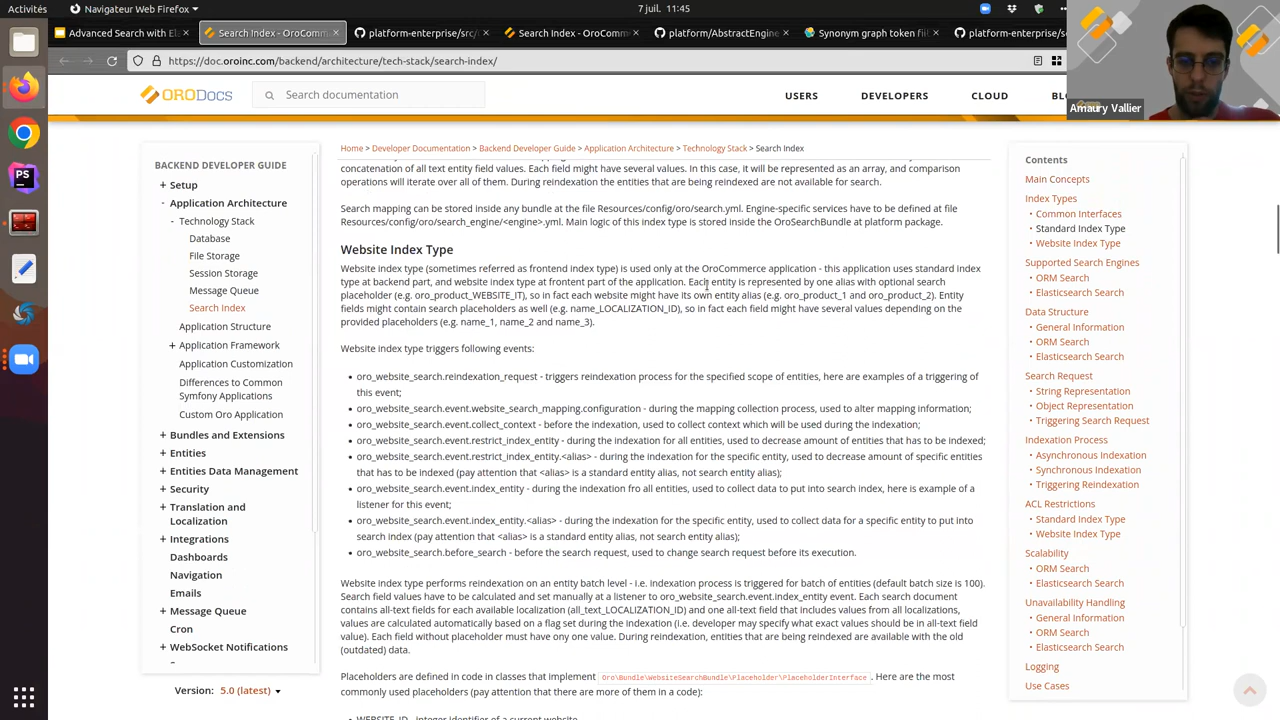 Activités
Navigateur Web Firefox
7 juil. 11:45
Advanced Search with Ela
Search Index - OroComm
platform-enterprise/src/
Search Index - OroComm
platform/AbstractEngine
Synonym graph token fil
platform-enterprise/s
https://doc.oroinc.com/backend/architecture/tech-stack/search-index/
Amaury Vallier
ORODOCS
Search documentation
USERS
DEVELOPERS
CLOUD
Home > Developer Documentation > Backend Developer Guide > Application Architecture > Technology Stack > Search Index
BACKEND DEVELOPER GUIDE
+ Setup
- Application Architecture
- Technology Stack
Database
File Storage
Session Storage
Message Queue
Search Index
Application Structure
+ Application Framework
Application Customization
Differences to Common
Symfony Applications
Custom Oro Application
+ Bundles and Extensions
+ Entities
+ Entities Data Management
+ Security
+ Translation and
Localization
+ Integrations
Dashboards
Navigation
Emails
+ Message Queue
Cron
+ WebSocket Notifications
Version: 5.0 (latest)
concatenation of all text entity field values. Each field might have several values. In this case, it will be represented as an array, and comparison
operations will iterate over all of them. During reindexation the entities that are being reindexed are not available for search.
Search mapping can be stored inside any bundle at the file Resources/config/oro/search.yml. Engine-specific services have to be defined at file
Resources/config/oro/search_engine/<engine>.yml. Main logic of this index type is stored inside the OroSearchBundle at platform package.
Website Index Type
Website index type (sometimes referred as frontend index type) is used only at the OroCommerce application - this application uses standard index
type at backend part, and website index type at frontent part of the application. Each entity is represented by one alias with optional search
placeholder (e.g. oro_product_WEBSITE_IT), so in fact each website might have its own entity alias (e.g. oro_product_1 and oro_product_2). Entity
fields might contain search placeholders as well (e.g. name_LOCALIZATION_ID), so in fact each field might have several values depending on the
provided placeholders (e.g. name_1, name_2 and name_3).
Website index type triggers following events:
• oro_website_search.reindexation_request - triggers reindexation process for the specified scope of entities, here are examples of a triggering of
this event;
• oro_website_search.event.website_search_mapping.configuration - during the mapping collection process, used to alter mapping information;
• oro_website_search.event.collect_context - before the indexation, used to collect context which will be used during the indexation;
• oro_website_search.event.restrict_index_entity - during the indexation for all entities, used to decrease amount of entities that has to be indexed;
• oro_website_search.event.restrict_index_entity.<alias> - during the indexation for the specific entity, used to decrease amount of specific entities
that has to be indexed (pay attention that <alias> is a standard entity alias, not search entity alias);
• oro_website_search.event.index_entity - during the indexation fro all entities, used to collect data to put into search index, here is example of a
listener for this event;
• oro_website_search.event.index_entity.<alias> - during the indexation for the specific entity, used to collect data for a specific entity to put into
search index (pay attention that <alias> is a standard entity alias, not search entity alias);
• oro_website_search.before_search - before the search request, used to change search request before its execution.
Website index type performs reindexation on an entity batch level - i.e. indexation process is triggered for batch of entities (default batch size is 100).
Search field values have to be calculated and set manually at a listener to oro_website_search.event.index_entity event. Each search document
contains all-text fields for each available localization (all_text_LOCALIZATION_ID) and one all-text field that includes values from all localizations,
values are calculated automatically based on a flag set during the indexation (i.e. developer may specify what exact values should be in all-text field
value). Each field without placeholder must have ony one value. During reindexation, entities that are being reindexed are available with the old
(outdated) data.
Placeholders are defined in code in classes that implement Oro\Bundle\WebsiteSearchBundle\Placeholder\PlaceholderInterface . Here are the most
commonly used placeholders (pay attention that there are more of them in a code):
• WEBSITE_ID - integer identifier of a current website
Contents
Main Concepts
Index Types
• Common Interfaces
• Standard Index Type
• Website Index Type
Supported Search Engines
• ORM Search
• Elasticsearch Search
Data Structure
• General Information
• ORM Search
• Elasticsearch Search
Search Request
• String Representation
• Object Representation
• Triggering Search Request
Indexation Process
• Asynchronous Indexation
• Synchronous Indexation
• Triggering Reindexation
ACL Restrictions
• Standard Index Type
• Website Index Type
Scalability
• ORM Search
• Elasticsearch Search
Unavailability Handling
• General Information
• ORM Search
• Elasticsearch Search
Logging
Use Cases